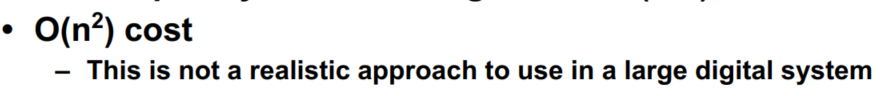 • O(n²) cost
– This is not a realistic approach to use in a large digital system